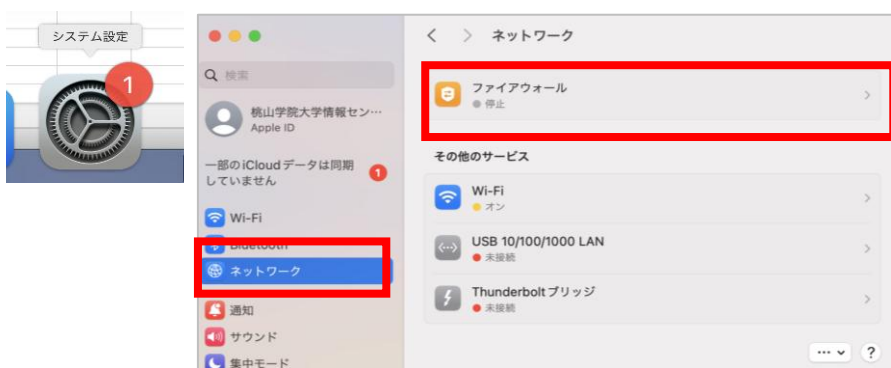 システム設定
1
検索
桃山学院大学情報セン…
Apple ID
一部のiCloudデータは同期
していません
1
Wi-Fi
Bluetooth
ネットワーク
通知
サウンド
集中モード
ネットワーク
ファイアウォール
停止
その他のサービス
Wi-Fi
オン
USB 10/100/1000 LAN
未接続
Thunderboltブリッジ
未接続
?